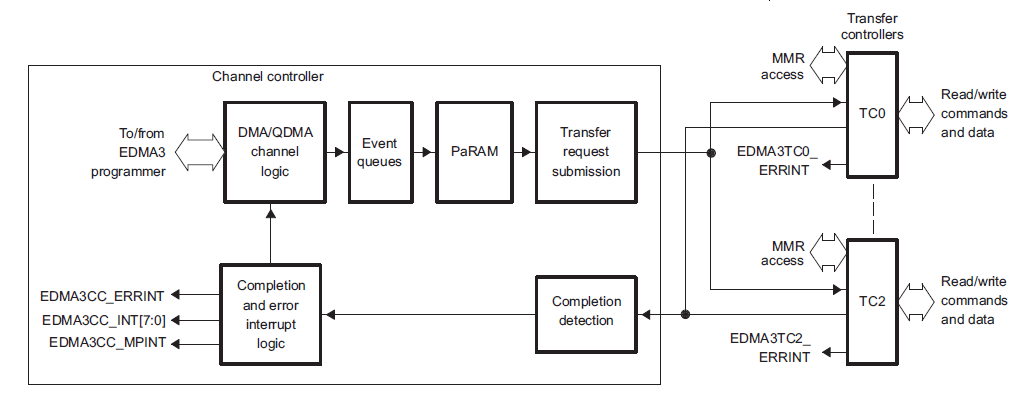 Transfer
controllers
MMR
access
TC0
Read/write
commands
and data
EDMA3TC0_
ERRINT
Channel controller
To/from
EDMA3
programmer
DMA/QDMA
channel
logic
Event
queues
PaRAM
Transfer
request
submission
MMR
access
TC2
Read/write
commands
and data
EDMA3TC2_
ERRINT
EDMA3CC_ERRINT
EDMA3CC_INT[7:0]
EDMA3CC_MPINT
Completion
and error
interrupt
logic
Completion
detection